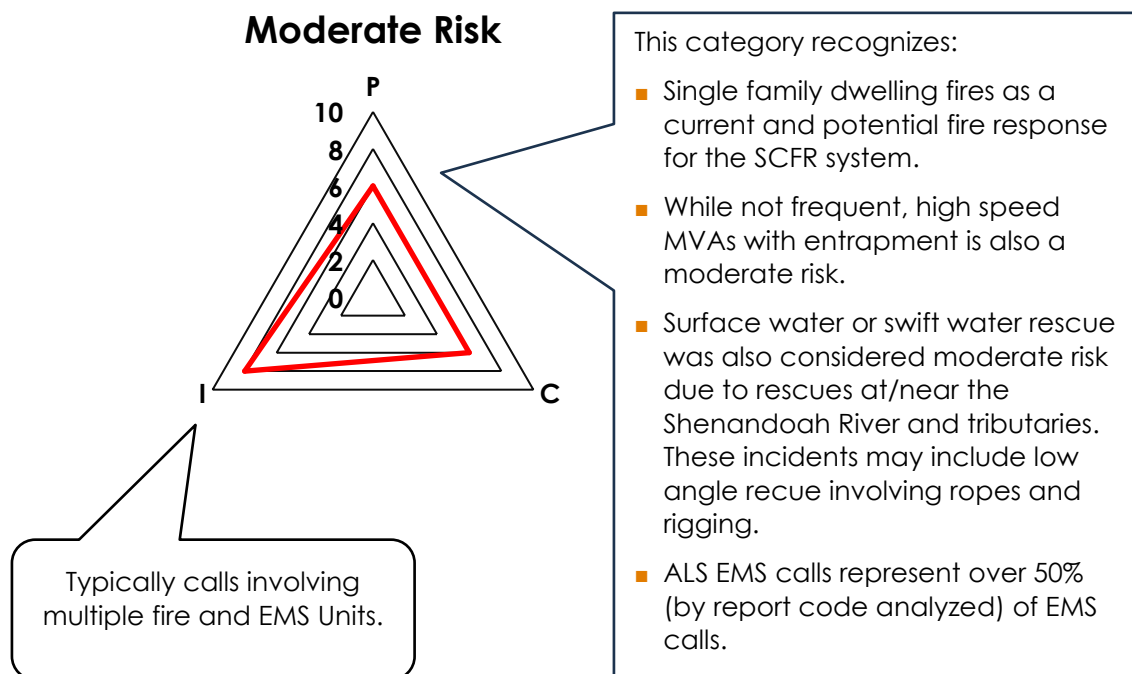 Moderate Risk
P
10
8
6
4
2
0
I
C
Typically calls involving
multiple fire and EMS Units.
This category recognizes:
■ Single family dwelling fires as a
current and potential fire response
for the SCFR system.
■ While not frequent, high speed
MVAs with entrapment is also a
moderate risk.
■ Surface water or swift water rescue
was also considered moderate risk
due to rescues at/near the
Shenandoah River and tributaries.
These incidents may include low
angle recue involving ropes and
rigging.
■ ALS EMS calls represent over 50%
(by report code analyzed) of EMS
calls.